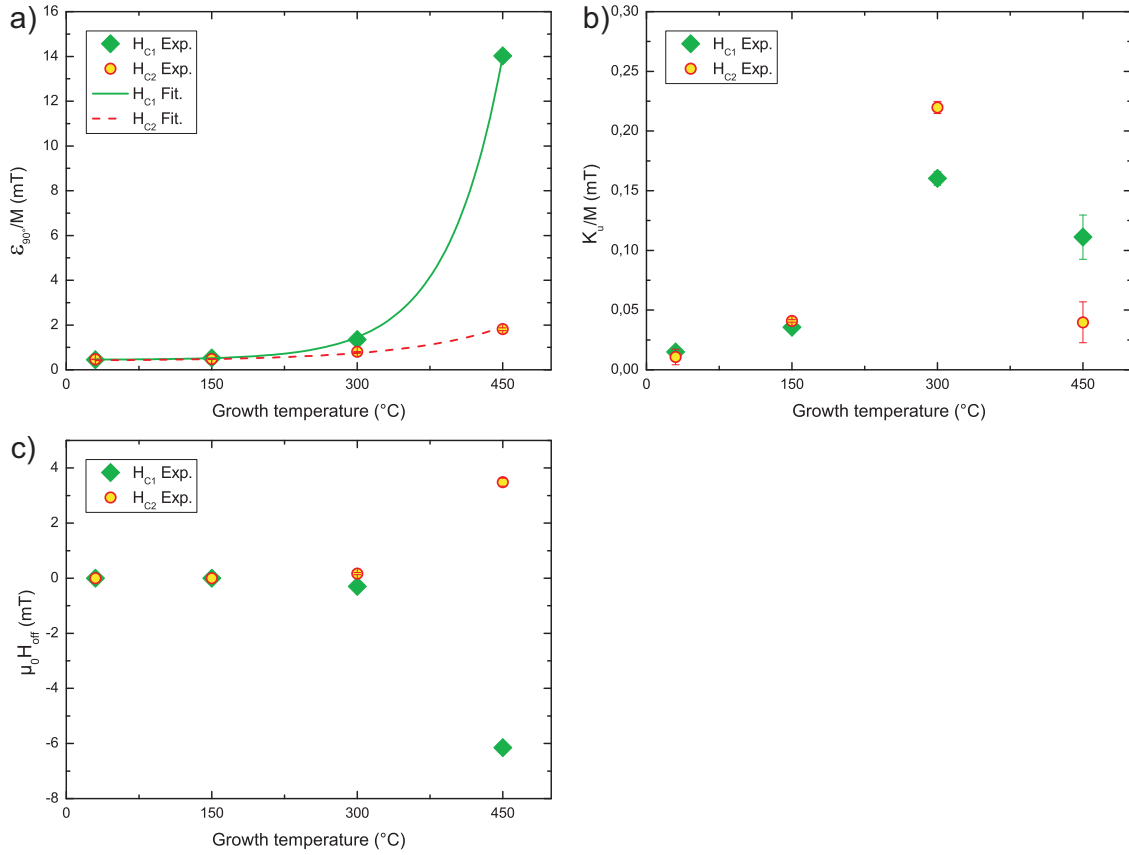 a)
16
14
12
10
8
6
4
2
0
ε90°/M (mT)
HC1 Exp.
HC2 Exp.
HC1 Fit.
HC2 Fit.
0 150 300 450
Growth temperature (°C)
b)
0,30
0,25
0,20
0,15
0,10
0,05
0,00
Ku/M (mT)
HC1 Exp.
HC2 Exp.
0 150 300 450
Growth temperature (°C)
c)
4
2
0
-2
-4
-6
-8
μ0Hoff (mT)
HC1 Exp.
HC2 Exp.
0 150 300 450
Growth temperature (°C)